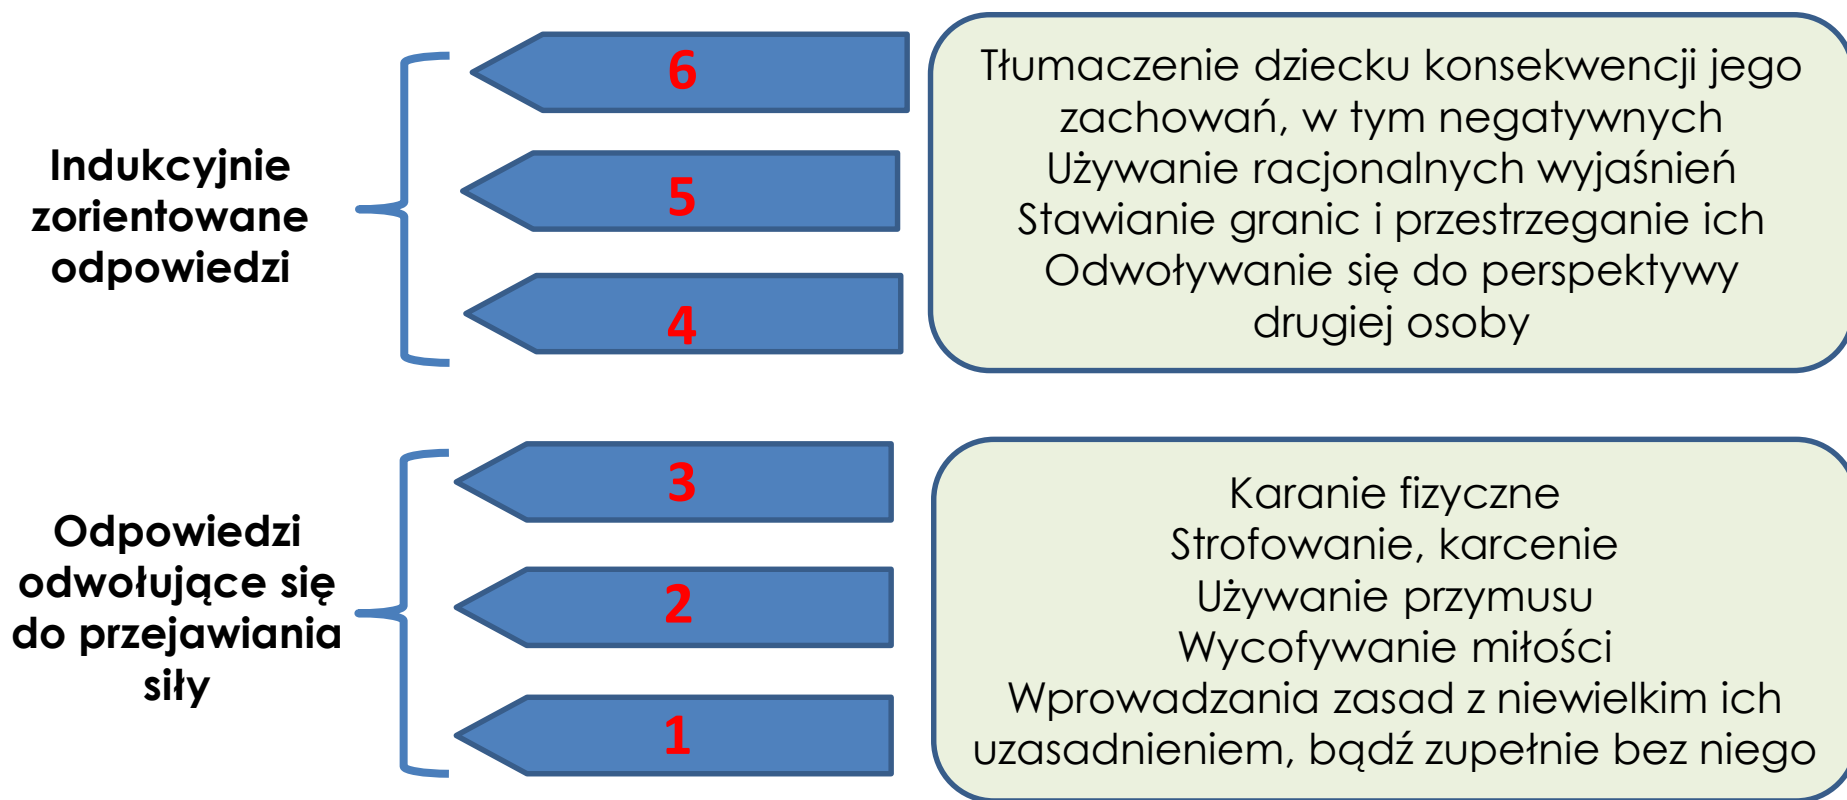 Indukcyjnie
zorientowane
odpowiedzi
6
5
4
Tłumaczenie dziecku konsekwencji jego
zachowań, w tym negatywnych
Używanie racjonalnych wyjaśnień
Stawianie granic i przestrzeganie ich
Odwoływanie się do perspektywy
drugiej osoby
Odpowiedzi
odwołujące się
do przejawiania
siły
3
2
1
Karanie fizyczne
Strofowanie, karcenie
Używanie przymusu
Wycofywanie miłości
Wprowadzania zasad z niewielkim ich
uzasadnieniem, bądź zupełnie bez niego